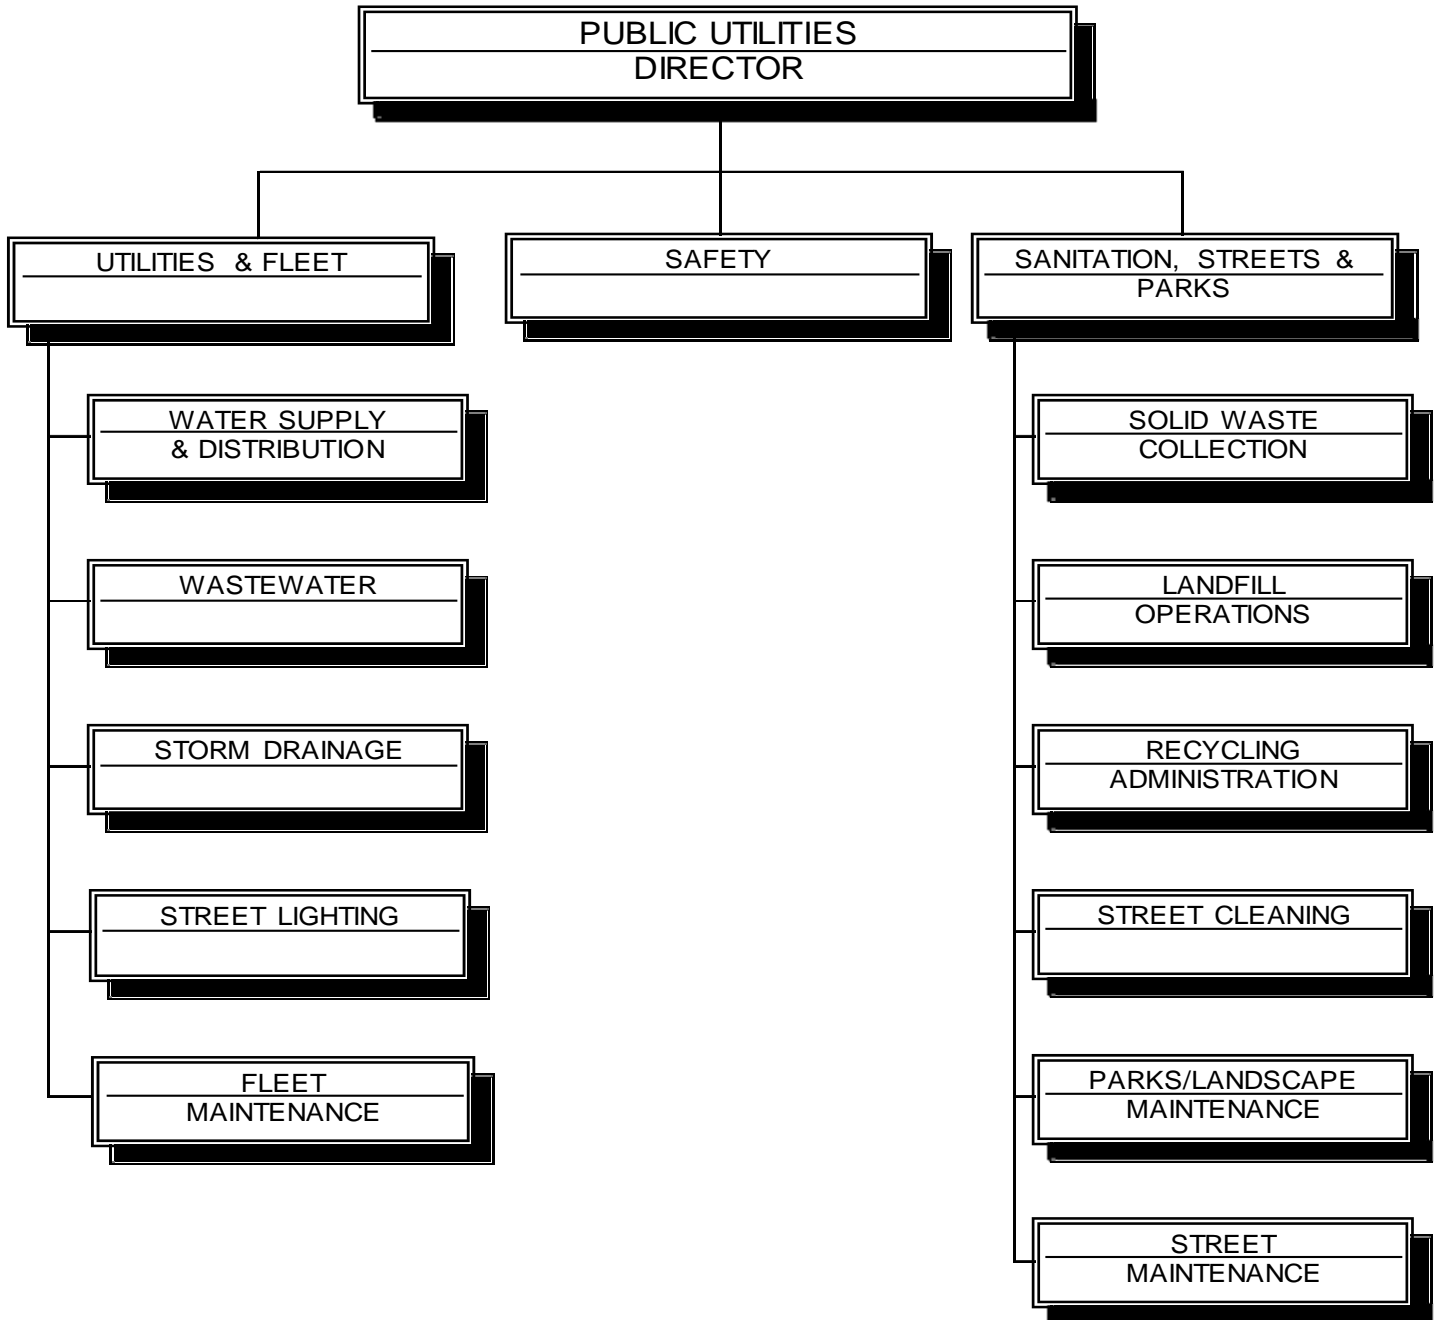 PUBLIC UTILITIES
DIRECTOR
UTILITIES & FLEET
SAFETY
SANITATION, STREETS &
PARKS
WATER SUPPLY
& DISTRIBUTION
WASTEWATER
STORM DRAINAGE
STREET LIGHTING
FLEET
MAINTENANCE
SOLID WASTE
COLLECTION
LANDFILL
OPERATIONS
RECYCLING
ADMINISTRATION
STREET CLEANING
PARKS/LANDSCAPE
MAINTENANCE
STREET
MAINTENANCE